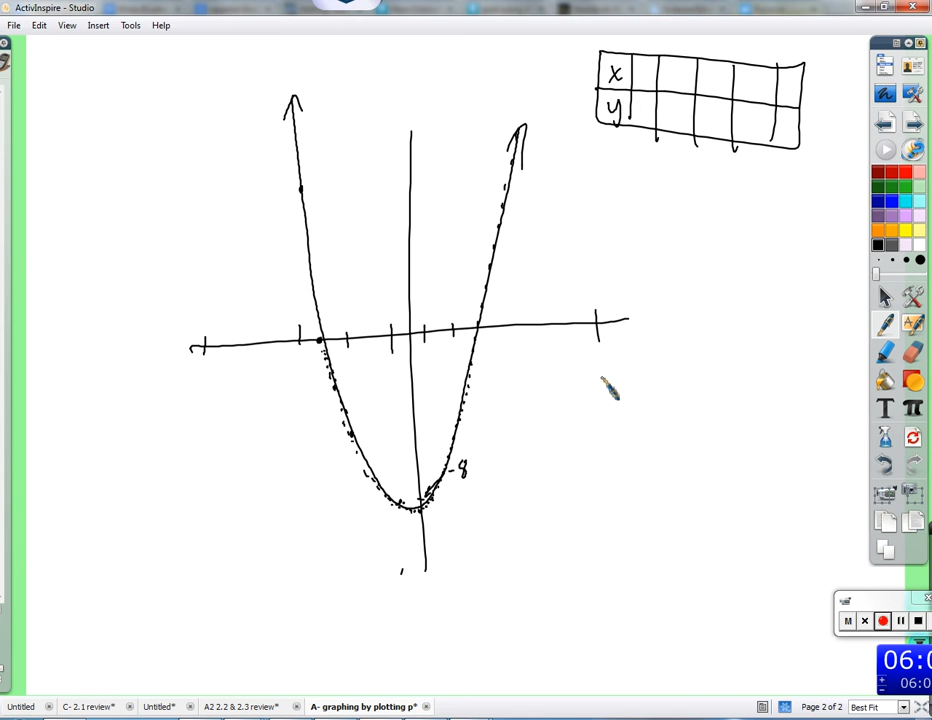 ActivInspire - Studio
File Edit View Insert Tools Help
x
y
-8
M
06:0
06:0
Untitled C- 2.1 review* Untitled* A2 2.2 & 2.3 review* A- graphing by plotting p*
Page 2 of 2 Best Fit